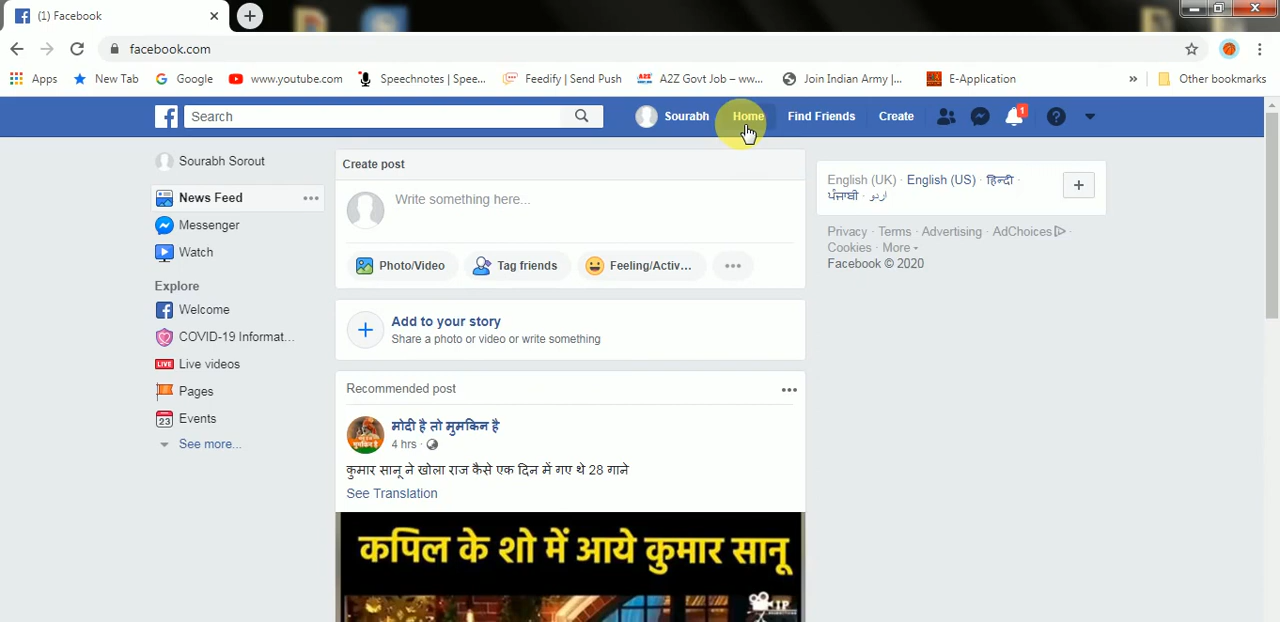 (1) Facebook
facebook.com
Apps New Tab Google www.youtube.com Speechnotes | Spee... Feedify | Send Push A2Z Govt Job – ww... Join Indian Army |... E-Application » Other bookmarks
Search Sourabh Home Find Friends Create 1
Sourabh Sorout
News Feed
Messenger
Watch
Explore
Welcome
COVID-19 Informat...
LIVE Live videos
Pages
23 Events
See more...
Create post
Write something here...
Photo/Video Tag friends Feeling/Activ...
Add to your story
Share a photo or video or write something
Recommended post
मोदी है तो मुमकिन है
4 hrs ·
कुमार सानू ने खोला राज कैसे एक दिन में गए थे 28 गाने
See Translation
कपिल के शो में आये कुमार सानू
English (UK) · English (US) · हिन्दी ·
ਪੰਜਾਬੀ · اردو
Privacy · Terms · Advertising · AdChoices ·
Cookies · More
Facebook © 2020